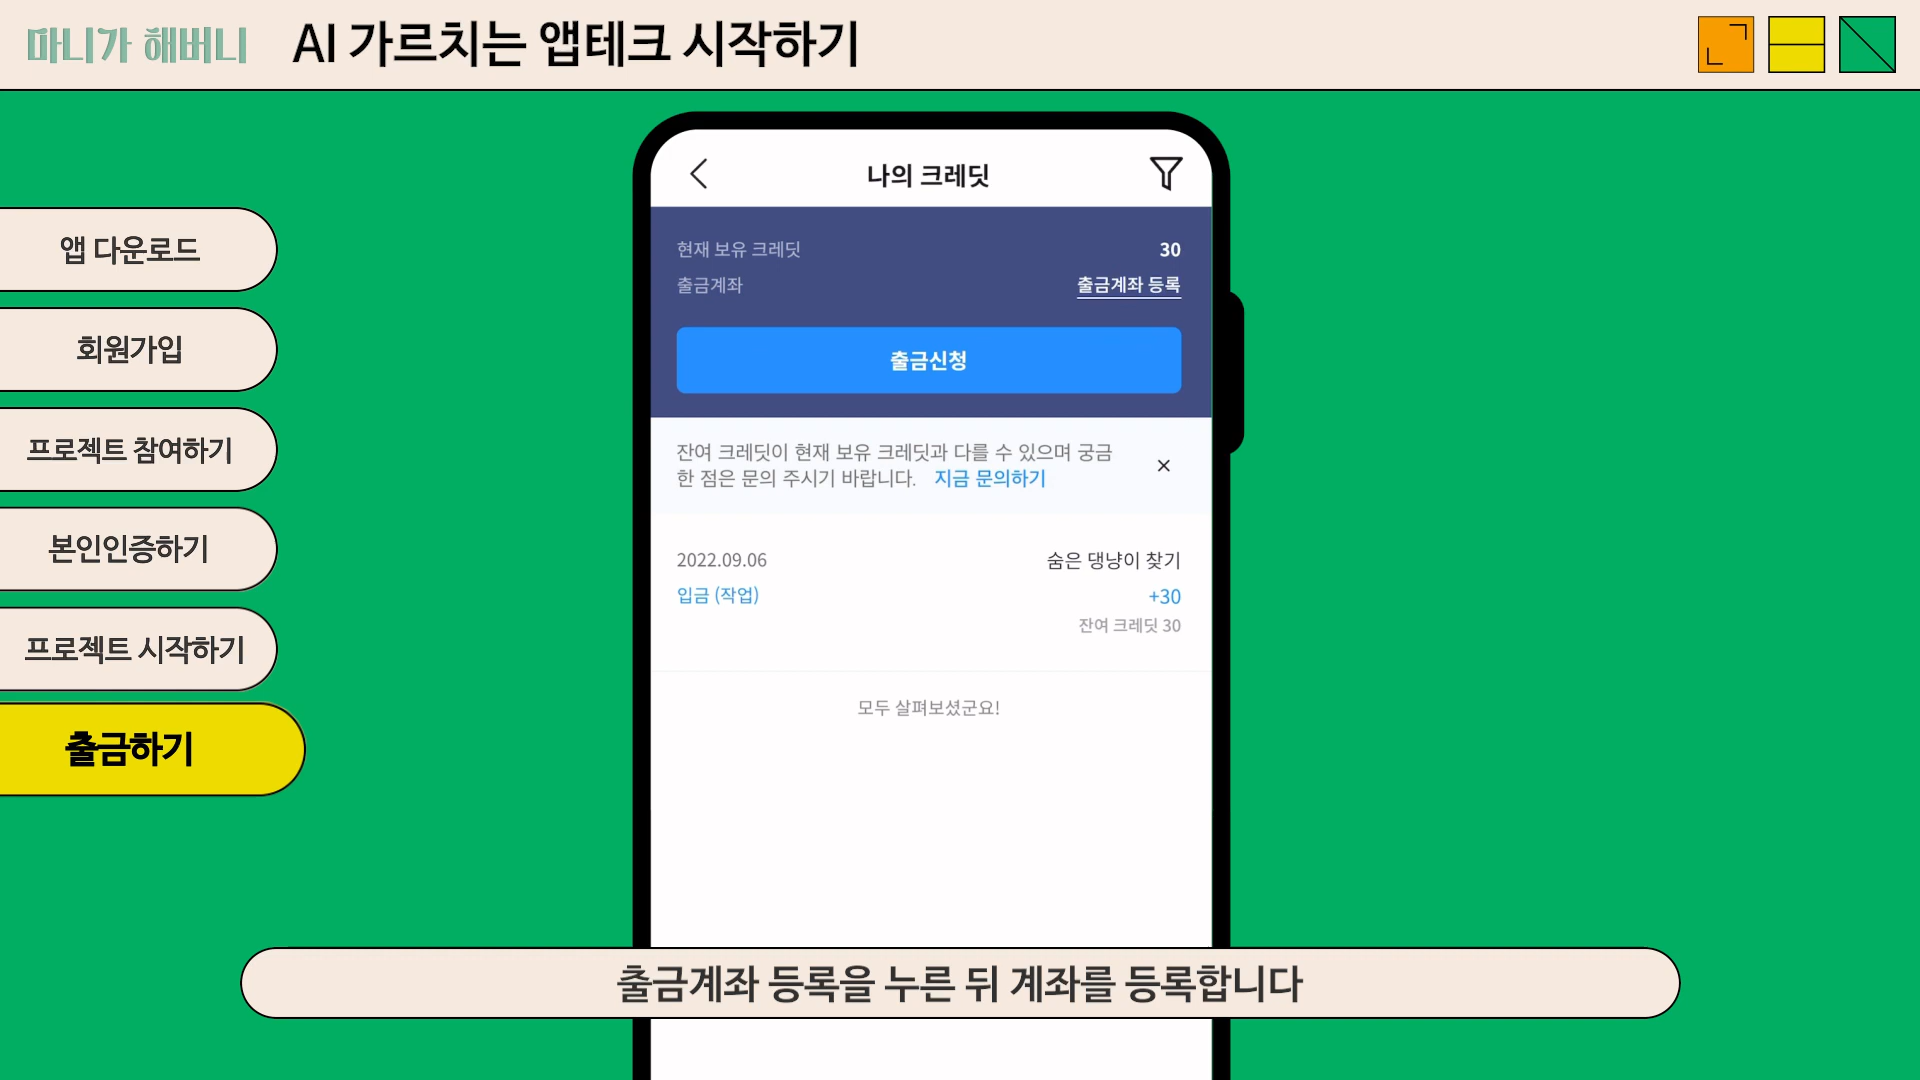 마니가 해버니
AI 가르치는 앱테크 시작하기
앱 다운로드
회원가입
프로젝트 참여하기
본인인증하기
프로젝트 시작하기
출금하기
나의 크레딧
현재 보유 크레딧 30
출금계좌 출금계좌 등록
출금신청
잔여 크레딧이 현재 보유 크레딧과 다를 수 있으며 궁금
한 점은 문의 주시기 바랍니다. 지금 문의하기
2022.09.06 숨은 댕냥이 찾기
입금 (작업) +30
잔여 크레딧 30
모두 살펴보셨군요!
출금계좌 등록을 누른 뒤 계좌를 등록합니다